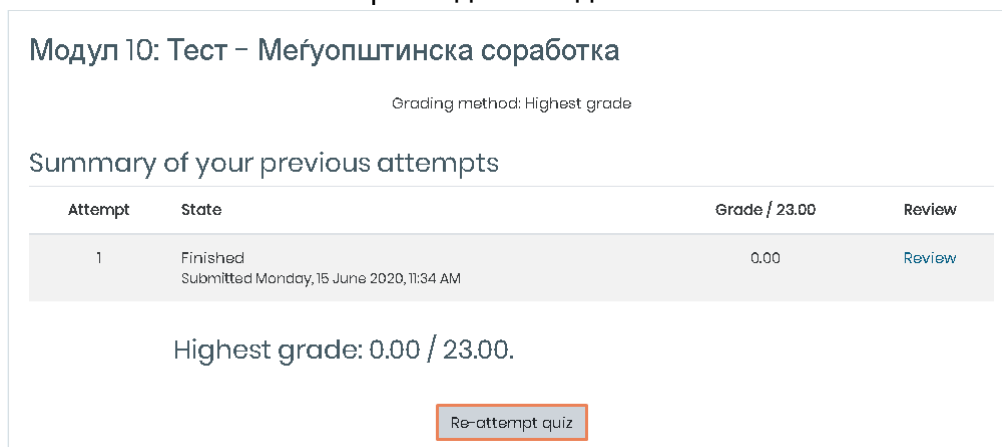 Модул 10: Тест - Меѓуопштинска соработка
Grading method: Highest grade
Summary of your previous attempts
Attempt State Grade / 23.00 Review
1 Finished 0.00 Review
Submitted Monday, 15 June 2020, 11:34 AM
Highest grade: 0.00 / 23.00.
Re-attempt quiz